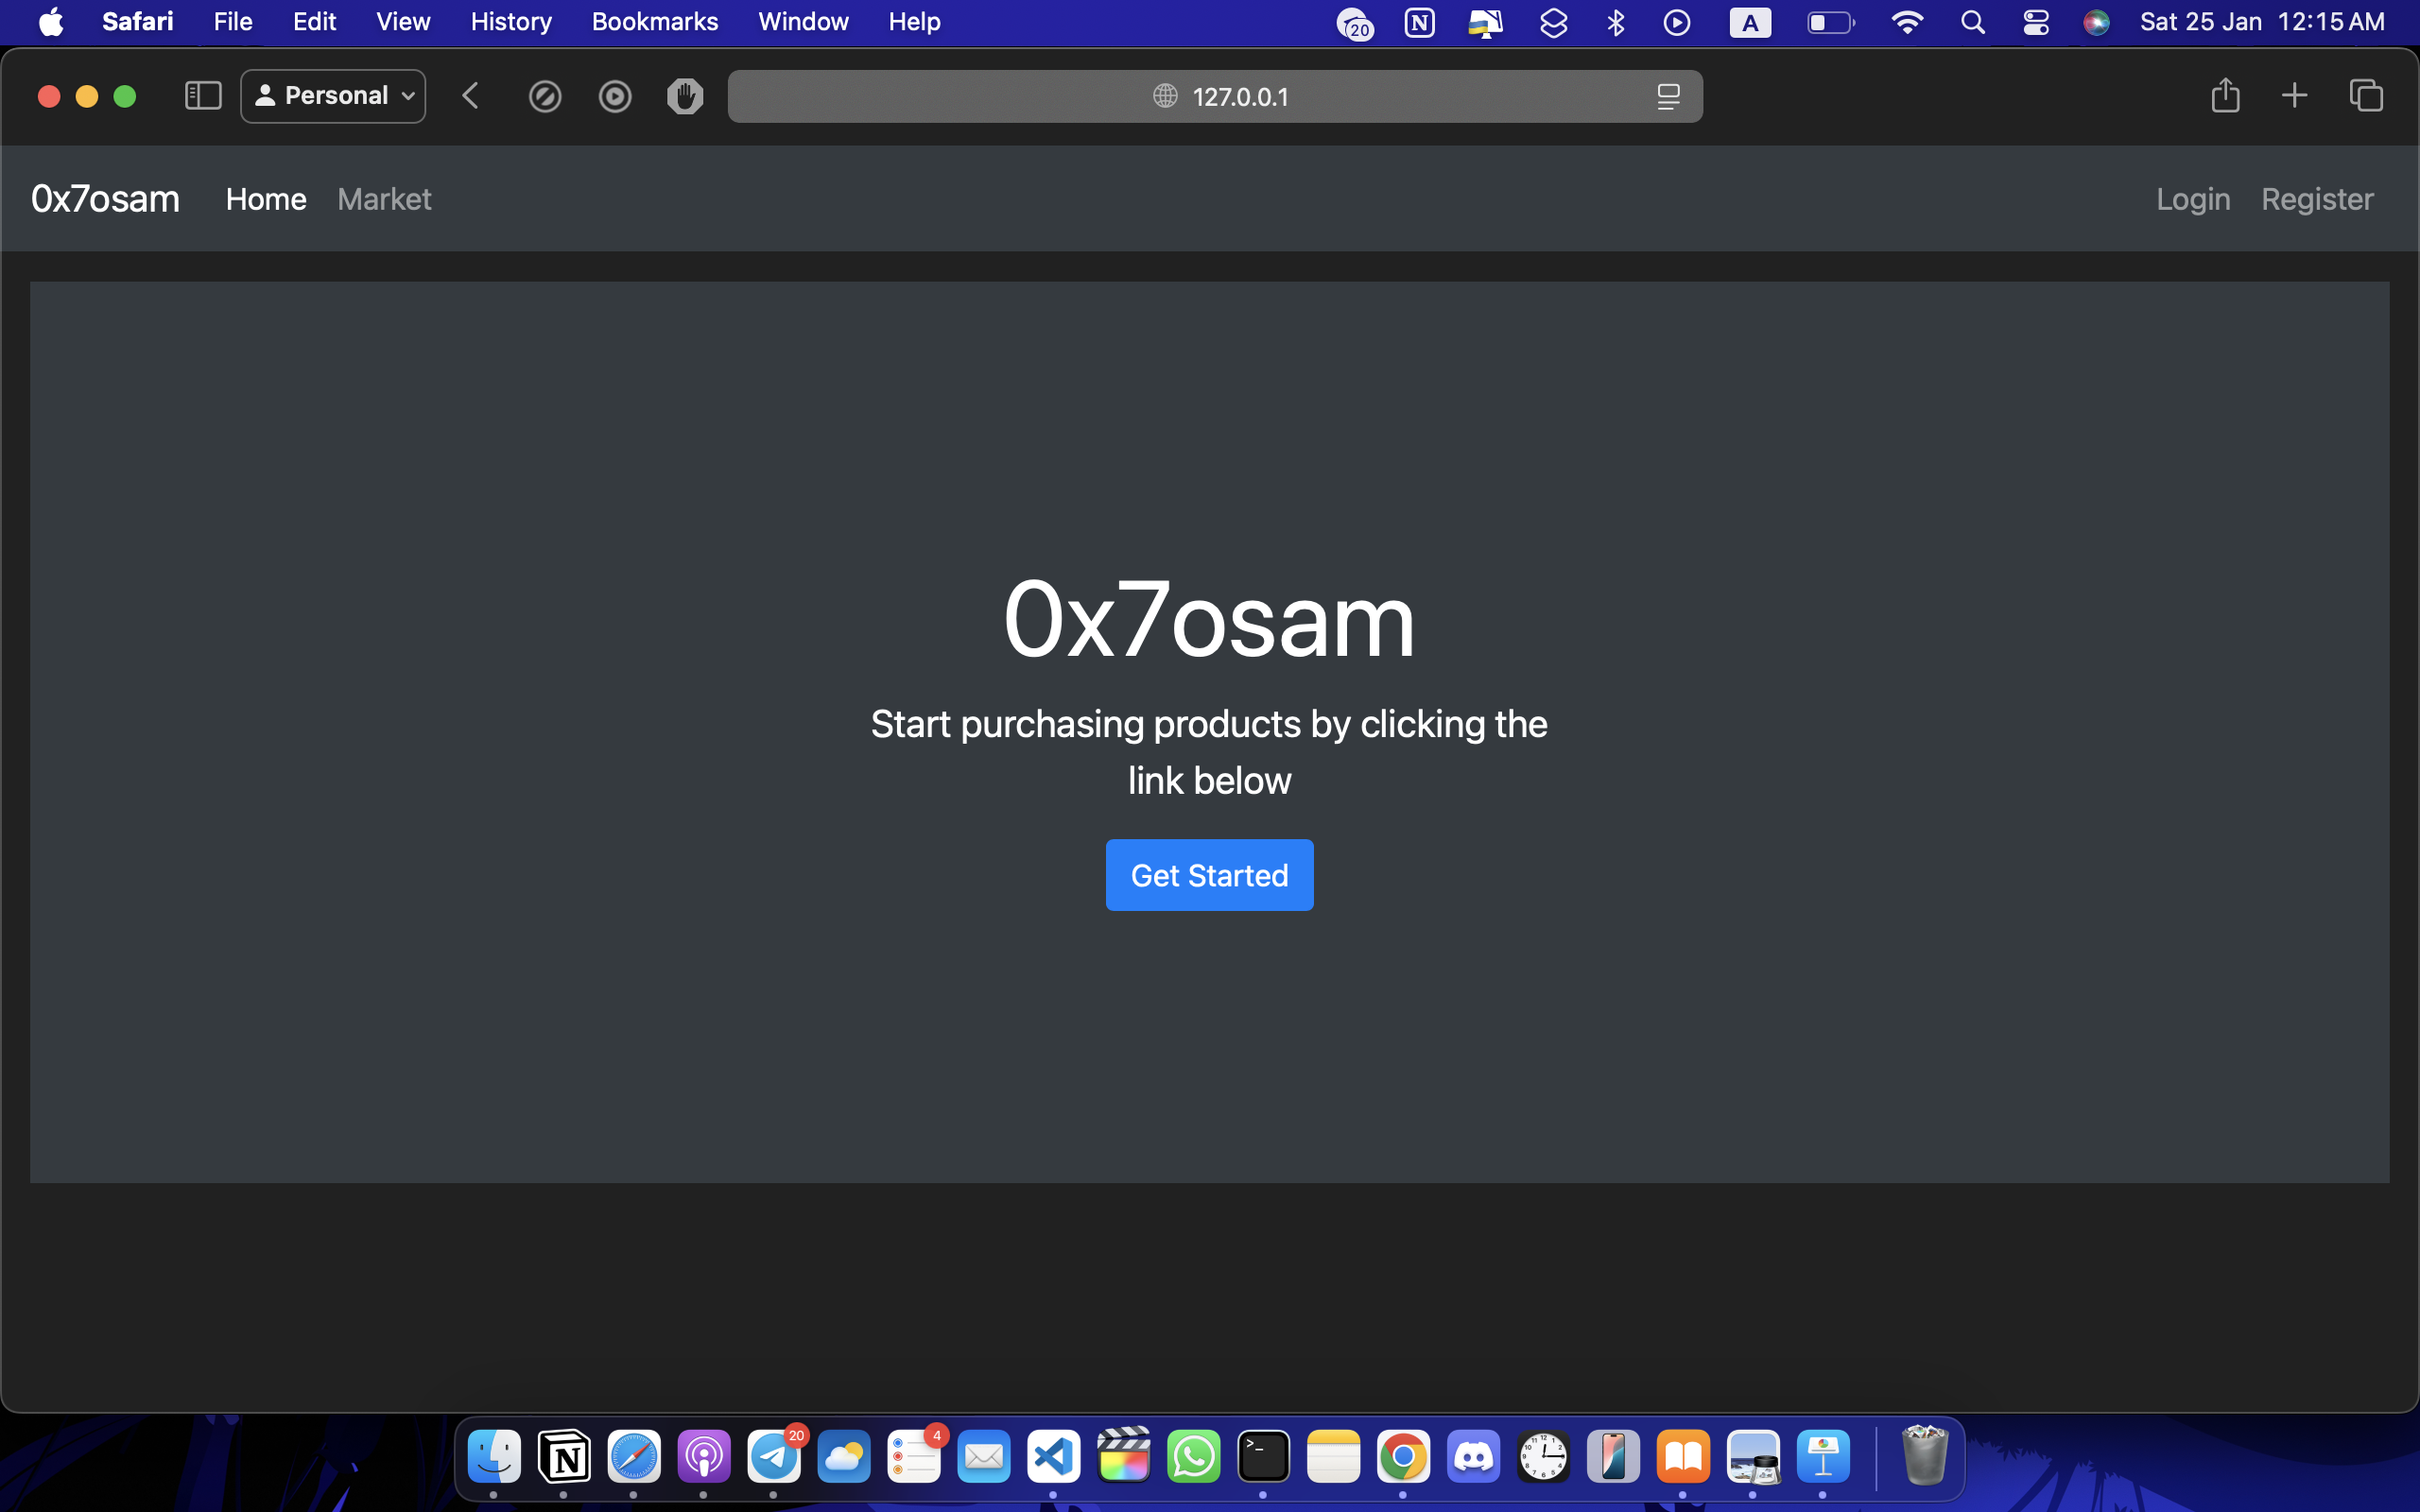 Safari File Edit View History Bookmarks Window Help 20 N A Sat 25 Jan 12:15 AM
Personal 127.0.0.1
0x7osam Home Market Login Register
0x7osam
Start purchasing products by clicking the
link below
Get Started
20 4
N >_